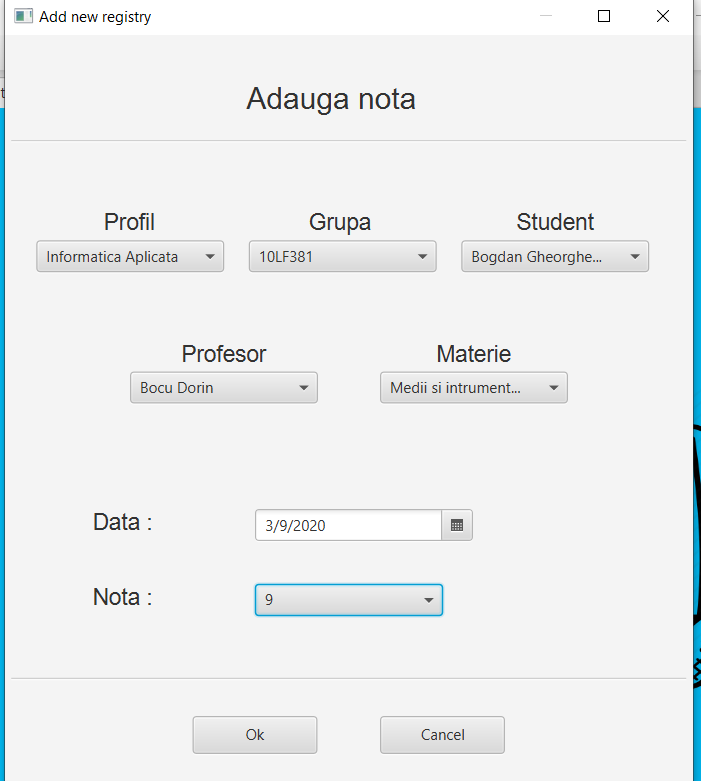 Add new registry
Adauga nota
Profil Grupa Student
Informatica Aplicata 10LF381 Bogdan Gheorghe...
Profesor Materie
Bocu Dorin Medii si intrument...
Data : 3/9/2020
Nota : 9
Ok Cancel